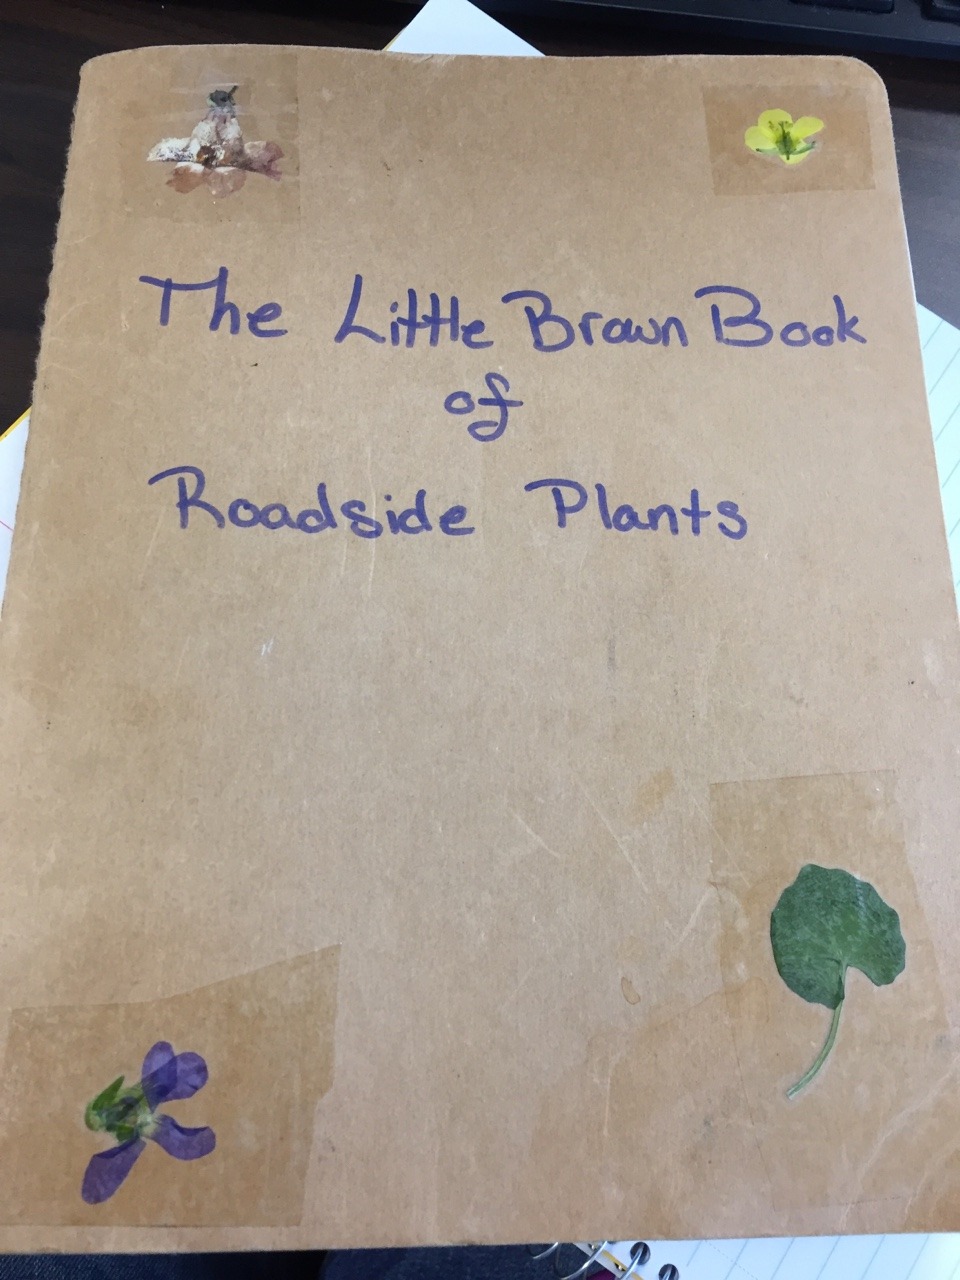 The Little Brown Book
of
Roadside Plants